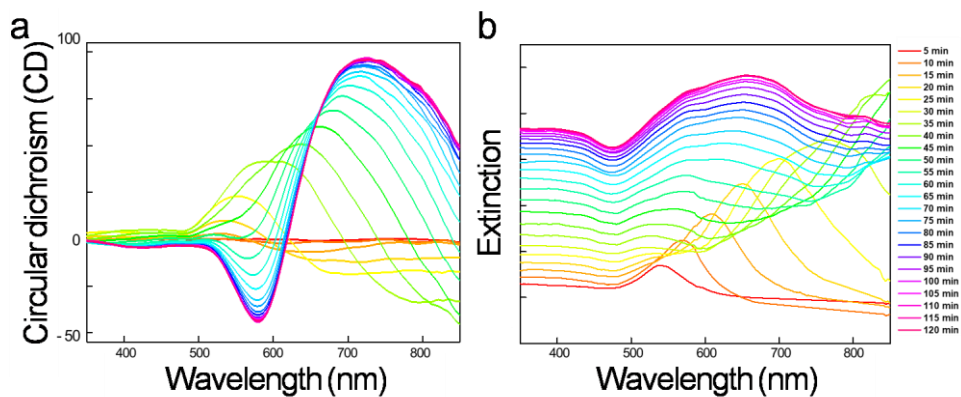 a
b
100
0
-50
Circular dichroism (CD)
400
500
600
700
800
Wavelength (nm)
Extinction
400
500
600
700
800
Wavelength (nm)
5 min
10 min
15 min
20 min
25 min
30 min
35 min
40 min
45 min
50 min
55 min
60 min
65 min
70 min
75 min
80 min
85 min
90 min
95 min
100 min
105 min
110 min
115 min
120 min